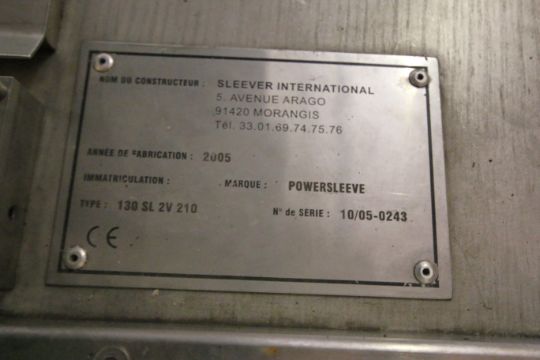 NOM DU CONSTRUCTEUR : SLEEVER INTERNATIONAL
5. AVENUE ARAGO
91420 MORANGIS
Tél. 33.01.69.74.75.76
ANNÉE DE FABRICATION : 2005
IMMATRICULATION : MARQUE : POWERSLEEVE
TYPE : 130 SL 2V 210 N° de SERIE : 10/05-0243
CE